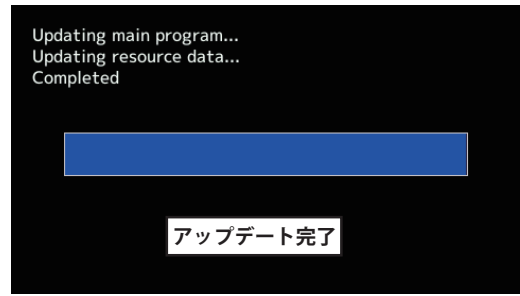 Updating main program...
Updating resource data...
Completed
アップデート完了